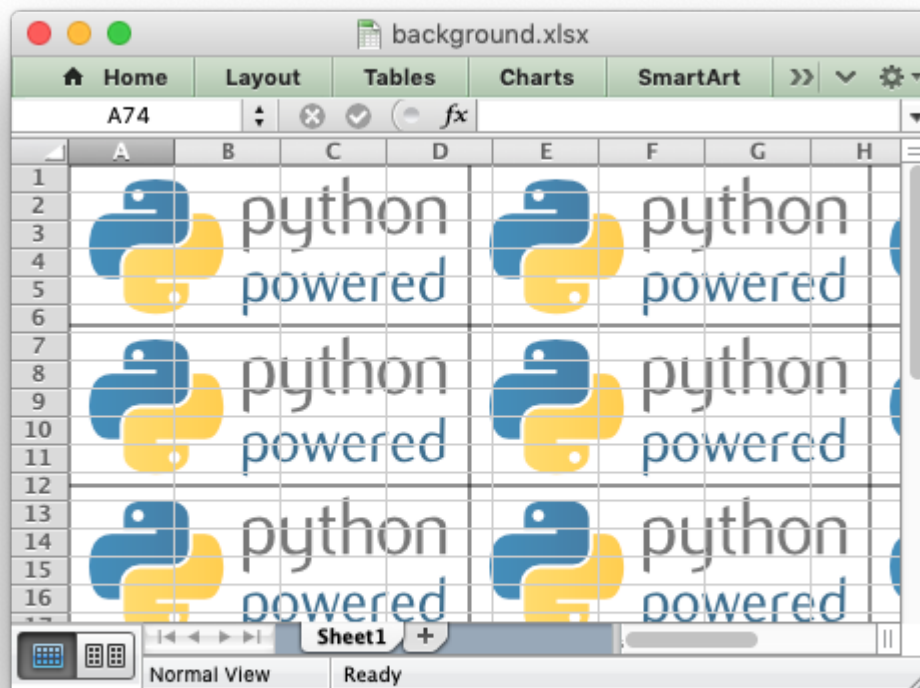 background.xlsx
Home Layout Tables Charts SmartArt
A74 fx
A B C D E F G H
1
2 python python
3
4
5 powered powered
6
7
8 python python
9
10
11 powered powered
12
13
14 python python
15
16 powered powered
17
Sheet1 +
Normal View Ready